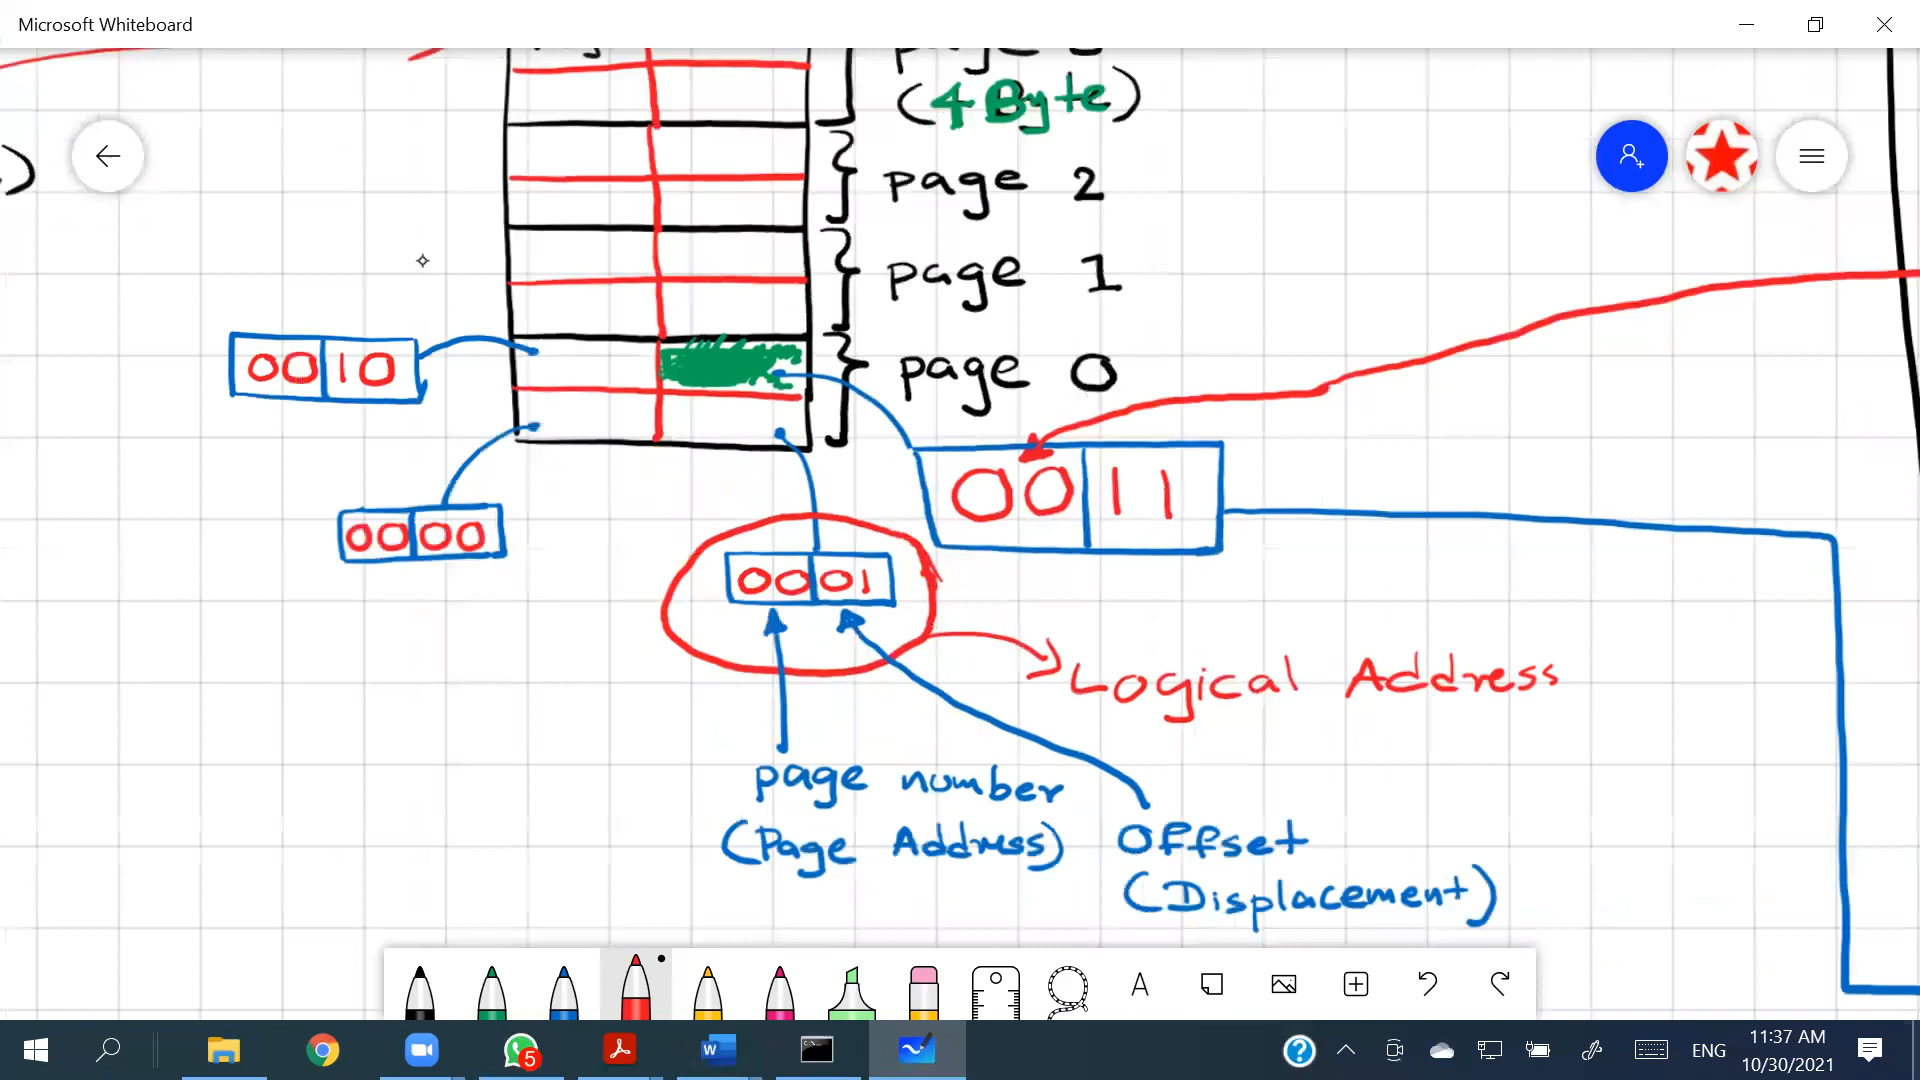 Microsoft Whiteboard
(4 Byte)
page 2
page 1
page 0
0010
0011
0000
0001
Logical Address
page number
(Page Address)
Offset
(Displacement)
A
5
W
ENG
11:37 AM
10/30/2021